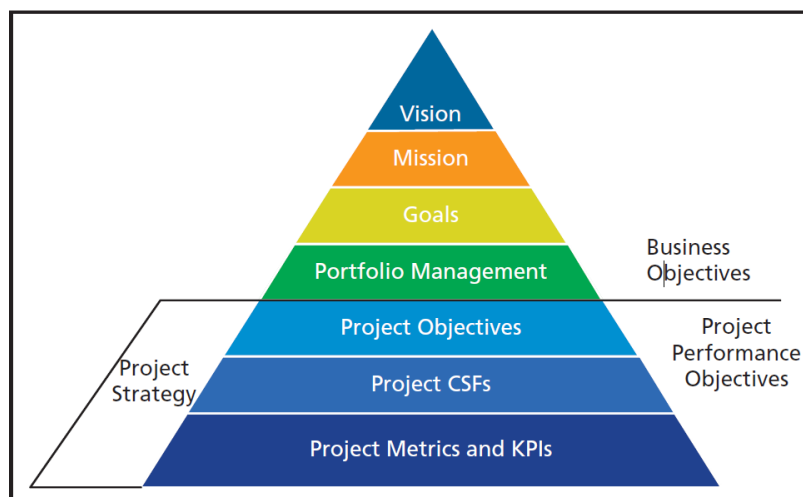 Vision
Mission
Goals
Portfolio Management
Business
Objectives
Project Objectives
Project
Performance
Objectives
Project
Strategy
Project CSFs
Project Metrics and KPIs